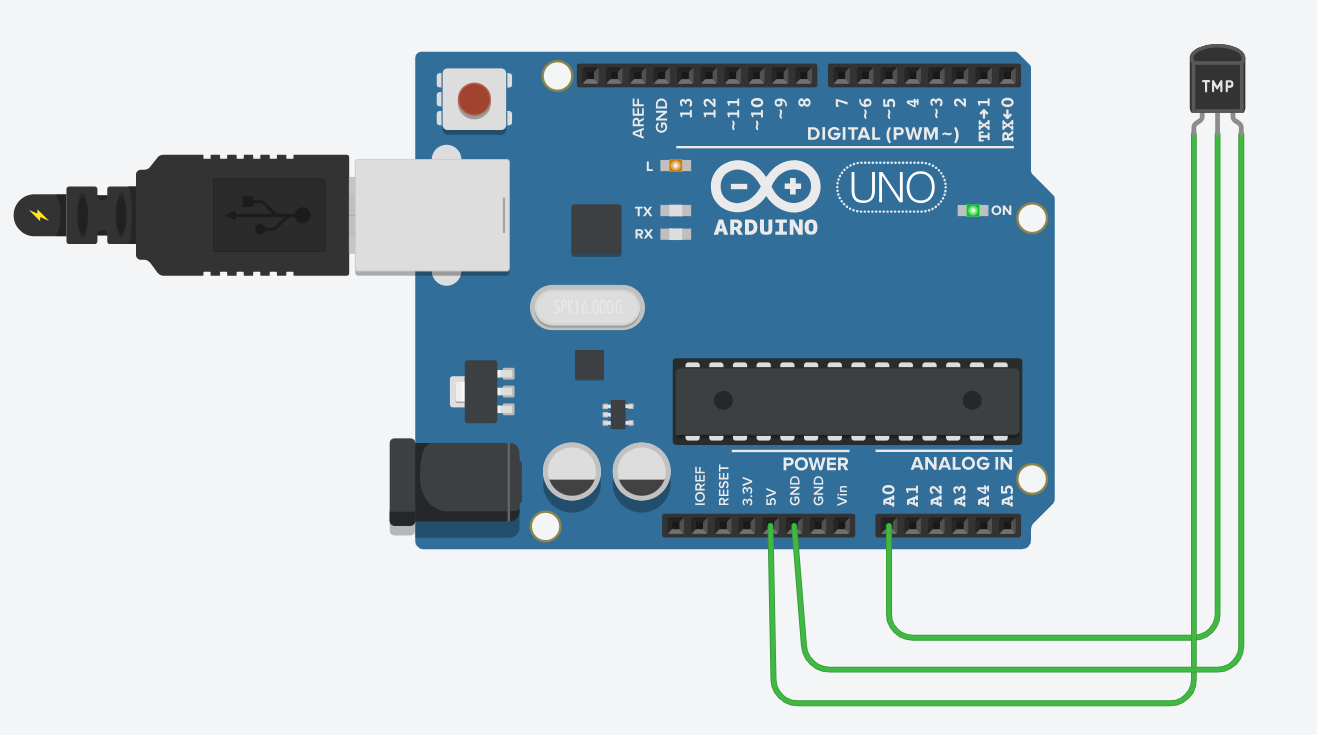 TMP
AREF
GND
13
12
~11
~10
~9
8
7
~6
~5
4
~3
2
TX→1
RX←0
DIGITAL (PWM~)
L
TX
RX
ARDUINO
UNO
ON
SPK16.000G
POWER
ANALOG IN
IOREF
RESET
3.3V
5V
GND
GND
Vin
A0
A1
A2
A3
A4
A5